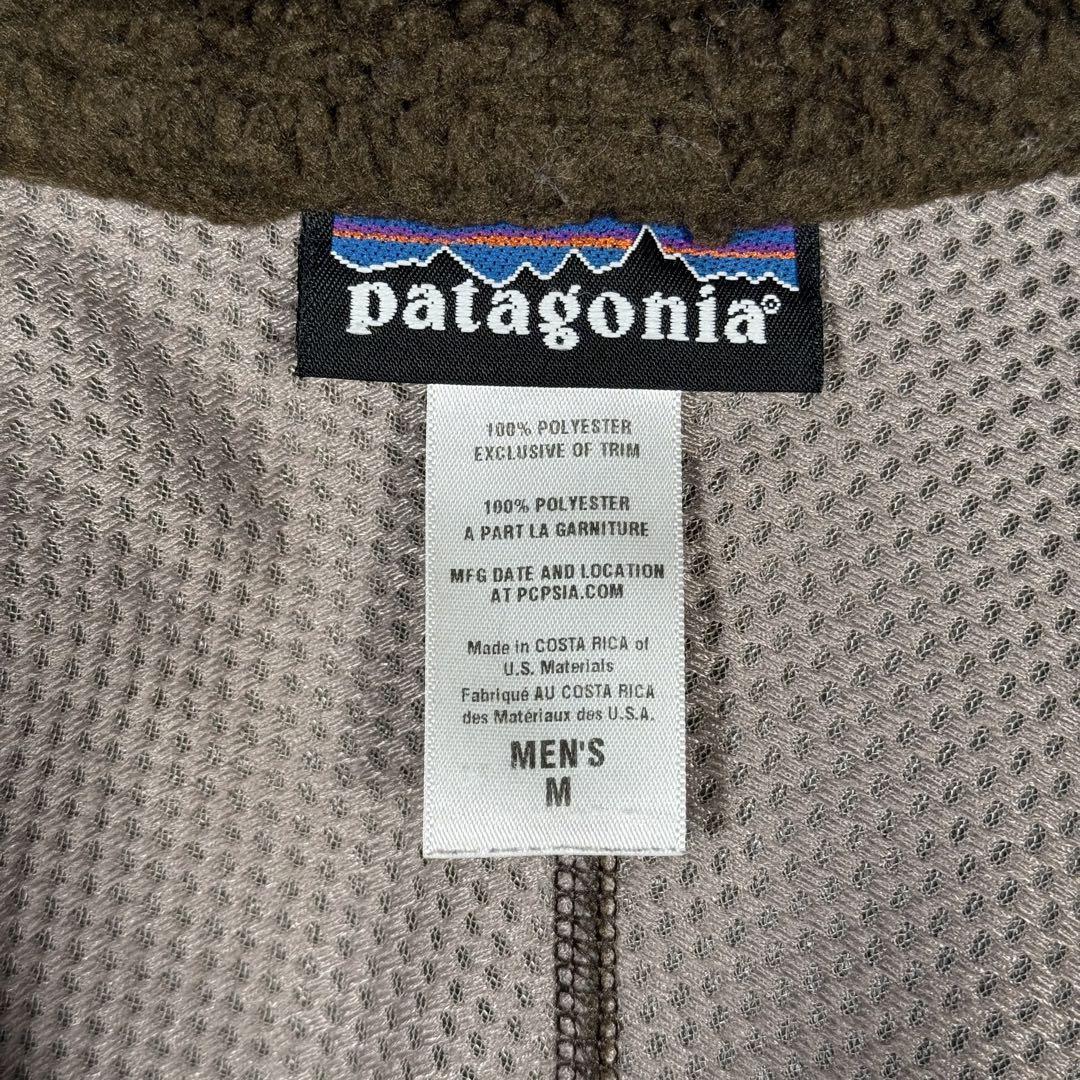 patagonia®
100% POLYESTER
EXCLUSIVE OF TRIM
100% POLYESTER
A PART LA GARNITURE
MFG DATE AND LOCATION
AT PCPSIA.COM
Made in COSTA RICA of
U.S. Materials
Fabriqué AU COSTA RICA
des Matériaux des U.S.A.
MEN'S
M